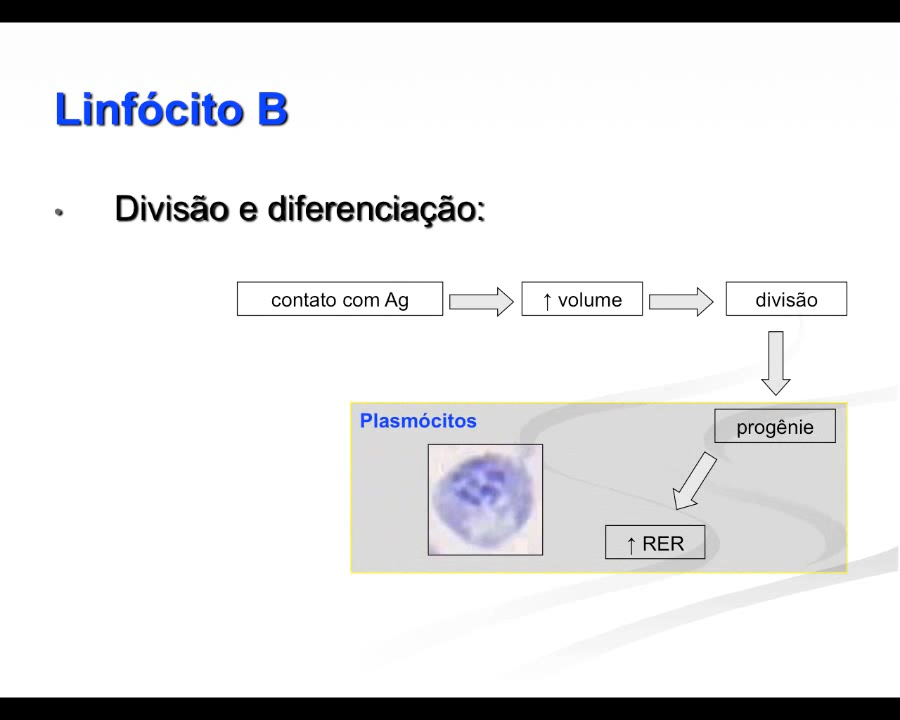 Linfócito B
• Divisão e diferenciação:
contato com Ag
↑ volume
divisão
Plasmócitos
progênie
↑ RER